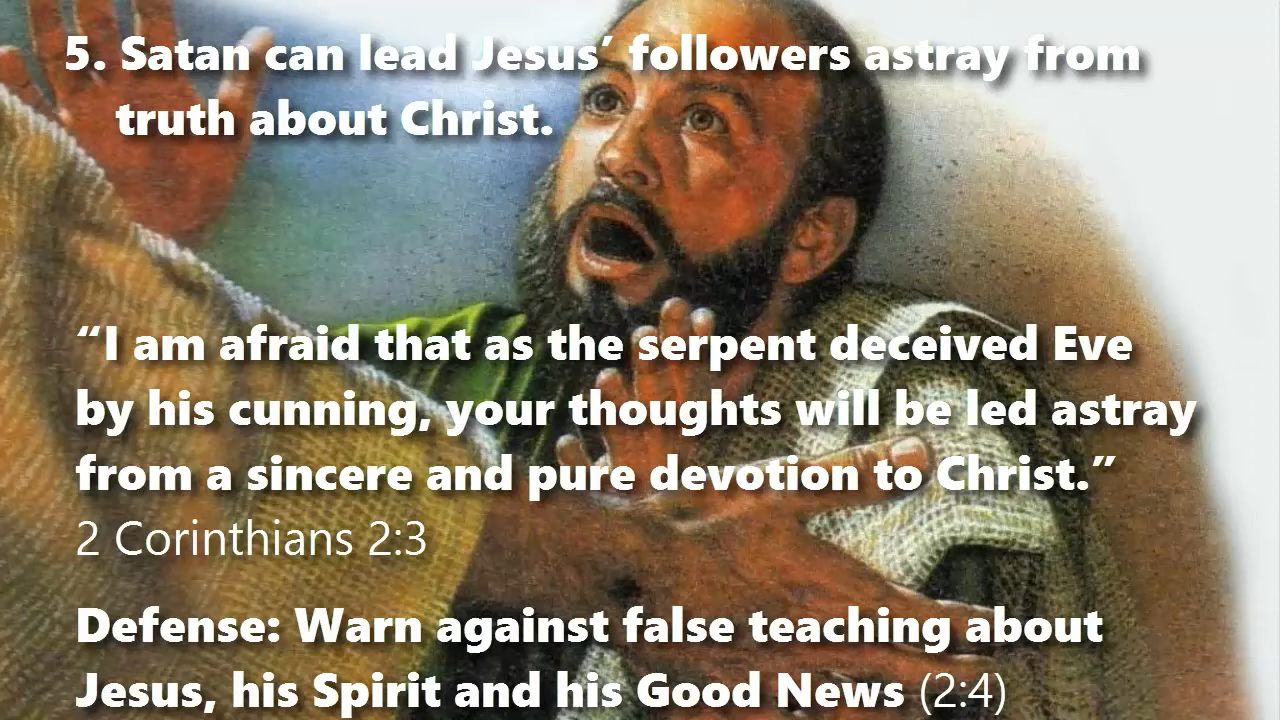 5. Satan can lead Jesus’ followers astray from
truth about Christ.
“I am afraid that as the serpent deceived Eve
by his cunning, your thoughts will be led astray
from a sincere and pure devotion to Christ.”
2 Corinthians 2:3
Defense: Warn against false teaching about
Jesus, his Spirit and his Good News (2:4)